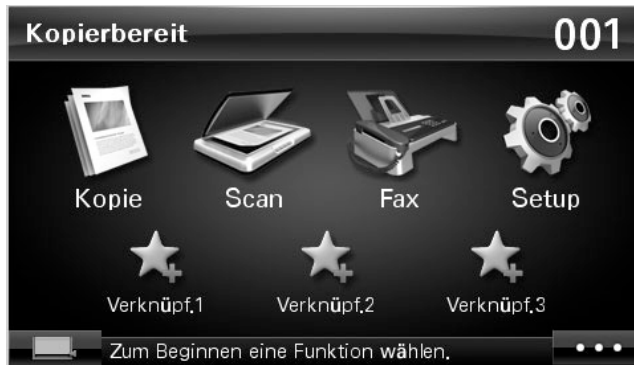 Kopierbereit 001
Kopie Scan Fax Setup
Verknüpf.1 Verknüpf.2 Verknüpf.3
Zum Beginnen eine Funktion wählen.